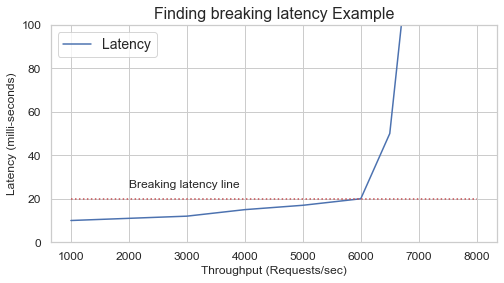 Finding breaking latency Example
Latency
Breaking latency line
Latency (milli-seconds)
100
80
60
40
20
0
1000 2000 3000 4000 5000 6000 7000 8000
Throughput (Requests/sec)